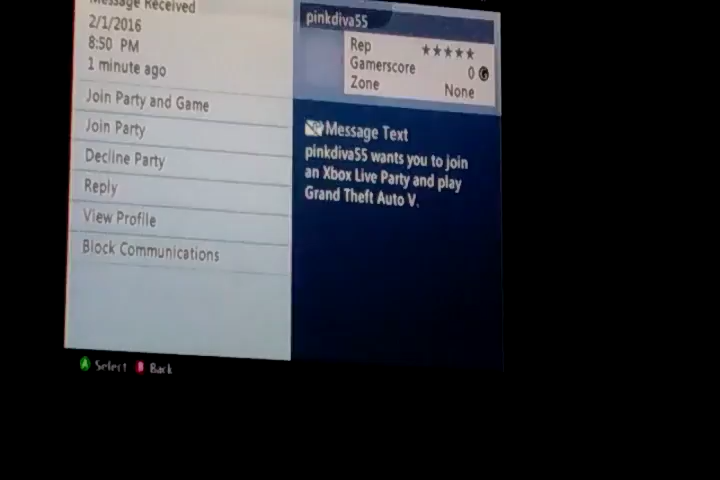 Message Received
2/1/2016
8:50 PM
1 minute ago
Join Party and Game
Join Party
Decline Party
Reply
View Profile
Block Communications
A Select B Back
pinkdiva55
Rep ★★★★★
Gamerscore 0 G
Zone None
Message Text
pinkdiva55 wants you to join
an Xbox Live Party and play
Grand Theft Auto V.